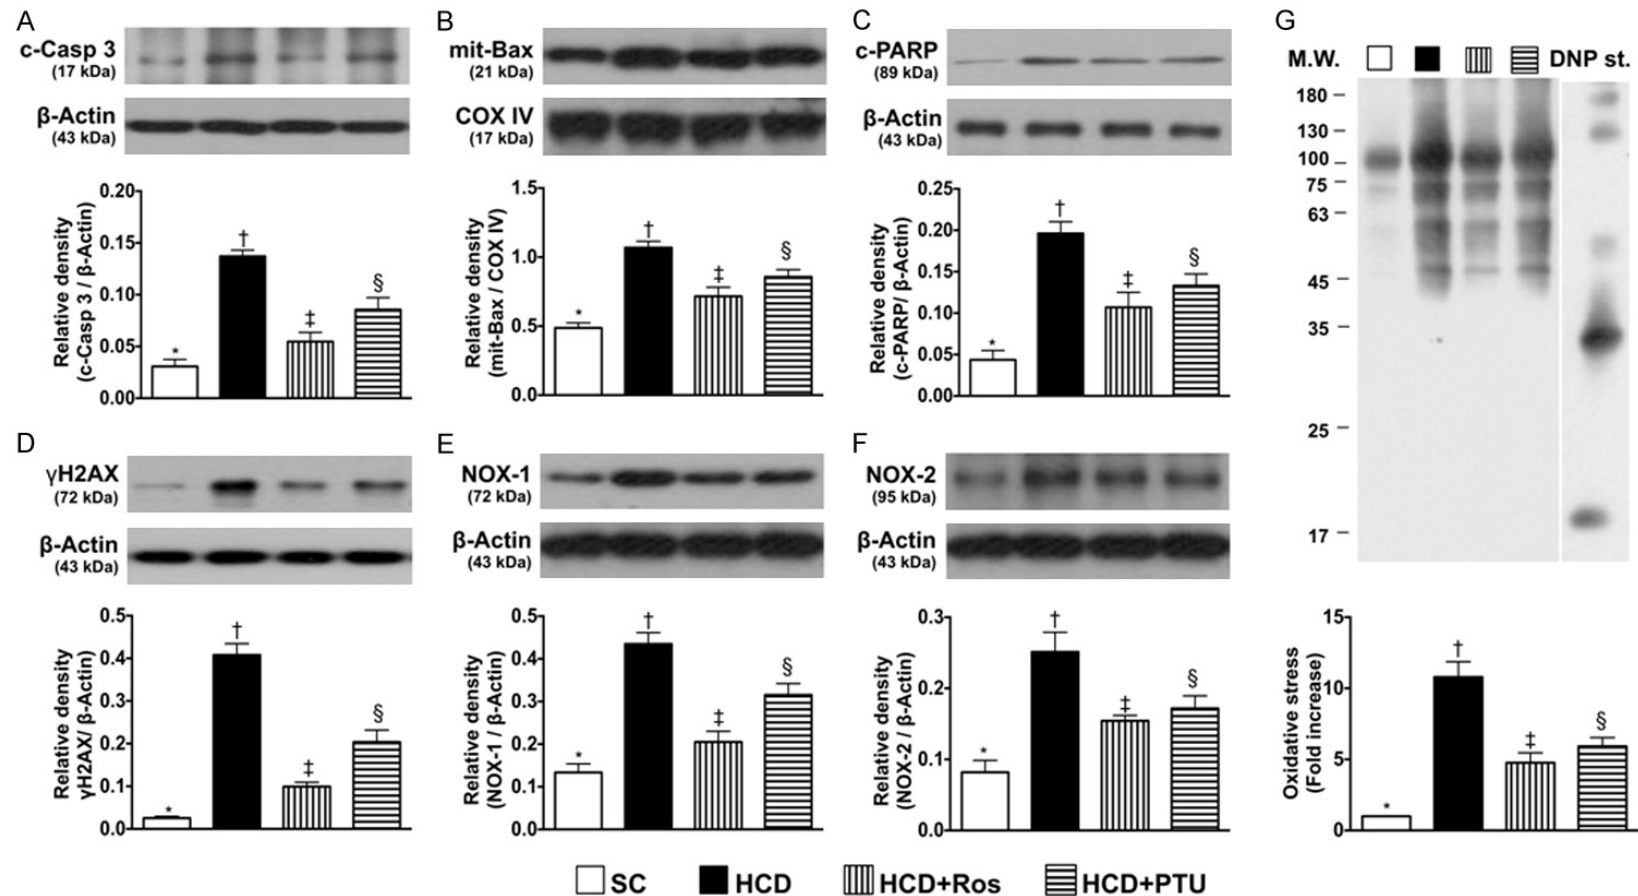 A
c-Casp 3
(17 kDa)
β-Actin
(43 kDa)
Relative density
(c-Casp 3 / β-Actin)
0.20
0.15
0.10
0.05
0.00
*
†
‡
§
B
mit-Bax
(21 kDa)
COX IV
(17 kDa)
Relative density
(mit-Bax / COX IV)
1.5
1.0
0.5
0.0
*
†
‡
§
C
c-PARP
(89 kDa)
β-Actin
(43 kDa)
Relative density
(c-PARP/ β-Actin)
0.25
0.20
0.15
0.10
0.05
0.00
*
†
‡
§
D
γH2AX
(72 kDa)
β-Actin
(43 kDa)
Relative density
γH2AX/ β-Actin)
0.5
0.4
0.3
0.2
0.1
0.0
*
†
‡
§
E
NOX-1
(72 kDa)
β-Actin
(43 kDa)
Relative density
(NOX-1 / β-Actin)
0.5
0.4
0.3
0.2
0.1
0.0
*
†
‡
§
F
NOX-2
(95 kDa)
β-Actin
(43 kDa)
Relative density
(NOX-2 / β-Actin)
0.3
0.2
0.1
0.0
*
†
‡
§
G
M.W. DNP st.
180
130
100
75
63
45
35
25
17
Oxidative stress
(Fold increase)
15
10
5
0
*
†
‡
§
SC HCD HCD+Ros HCD+PTU